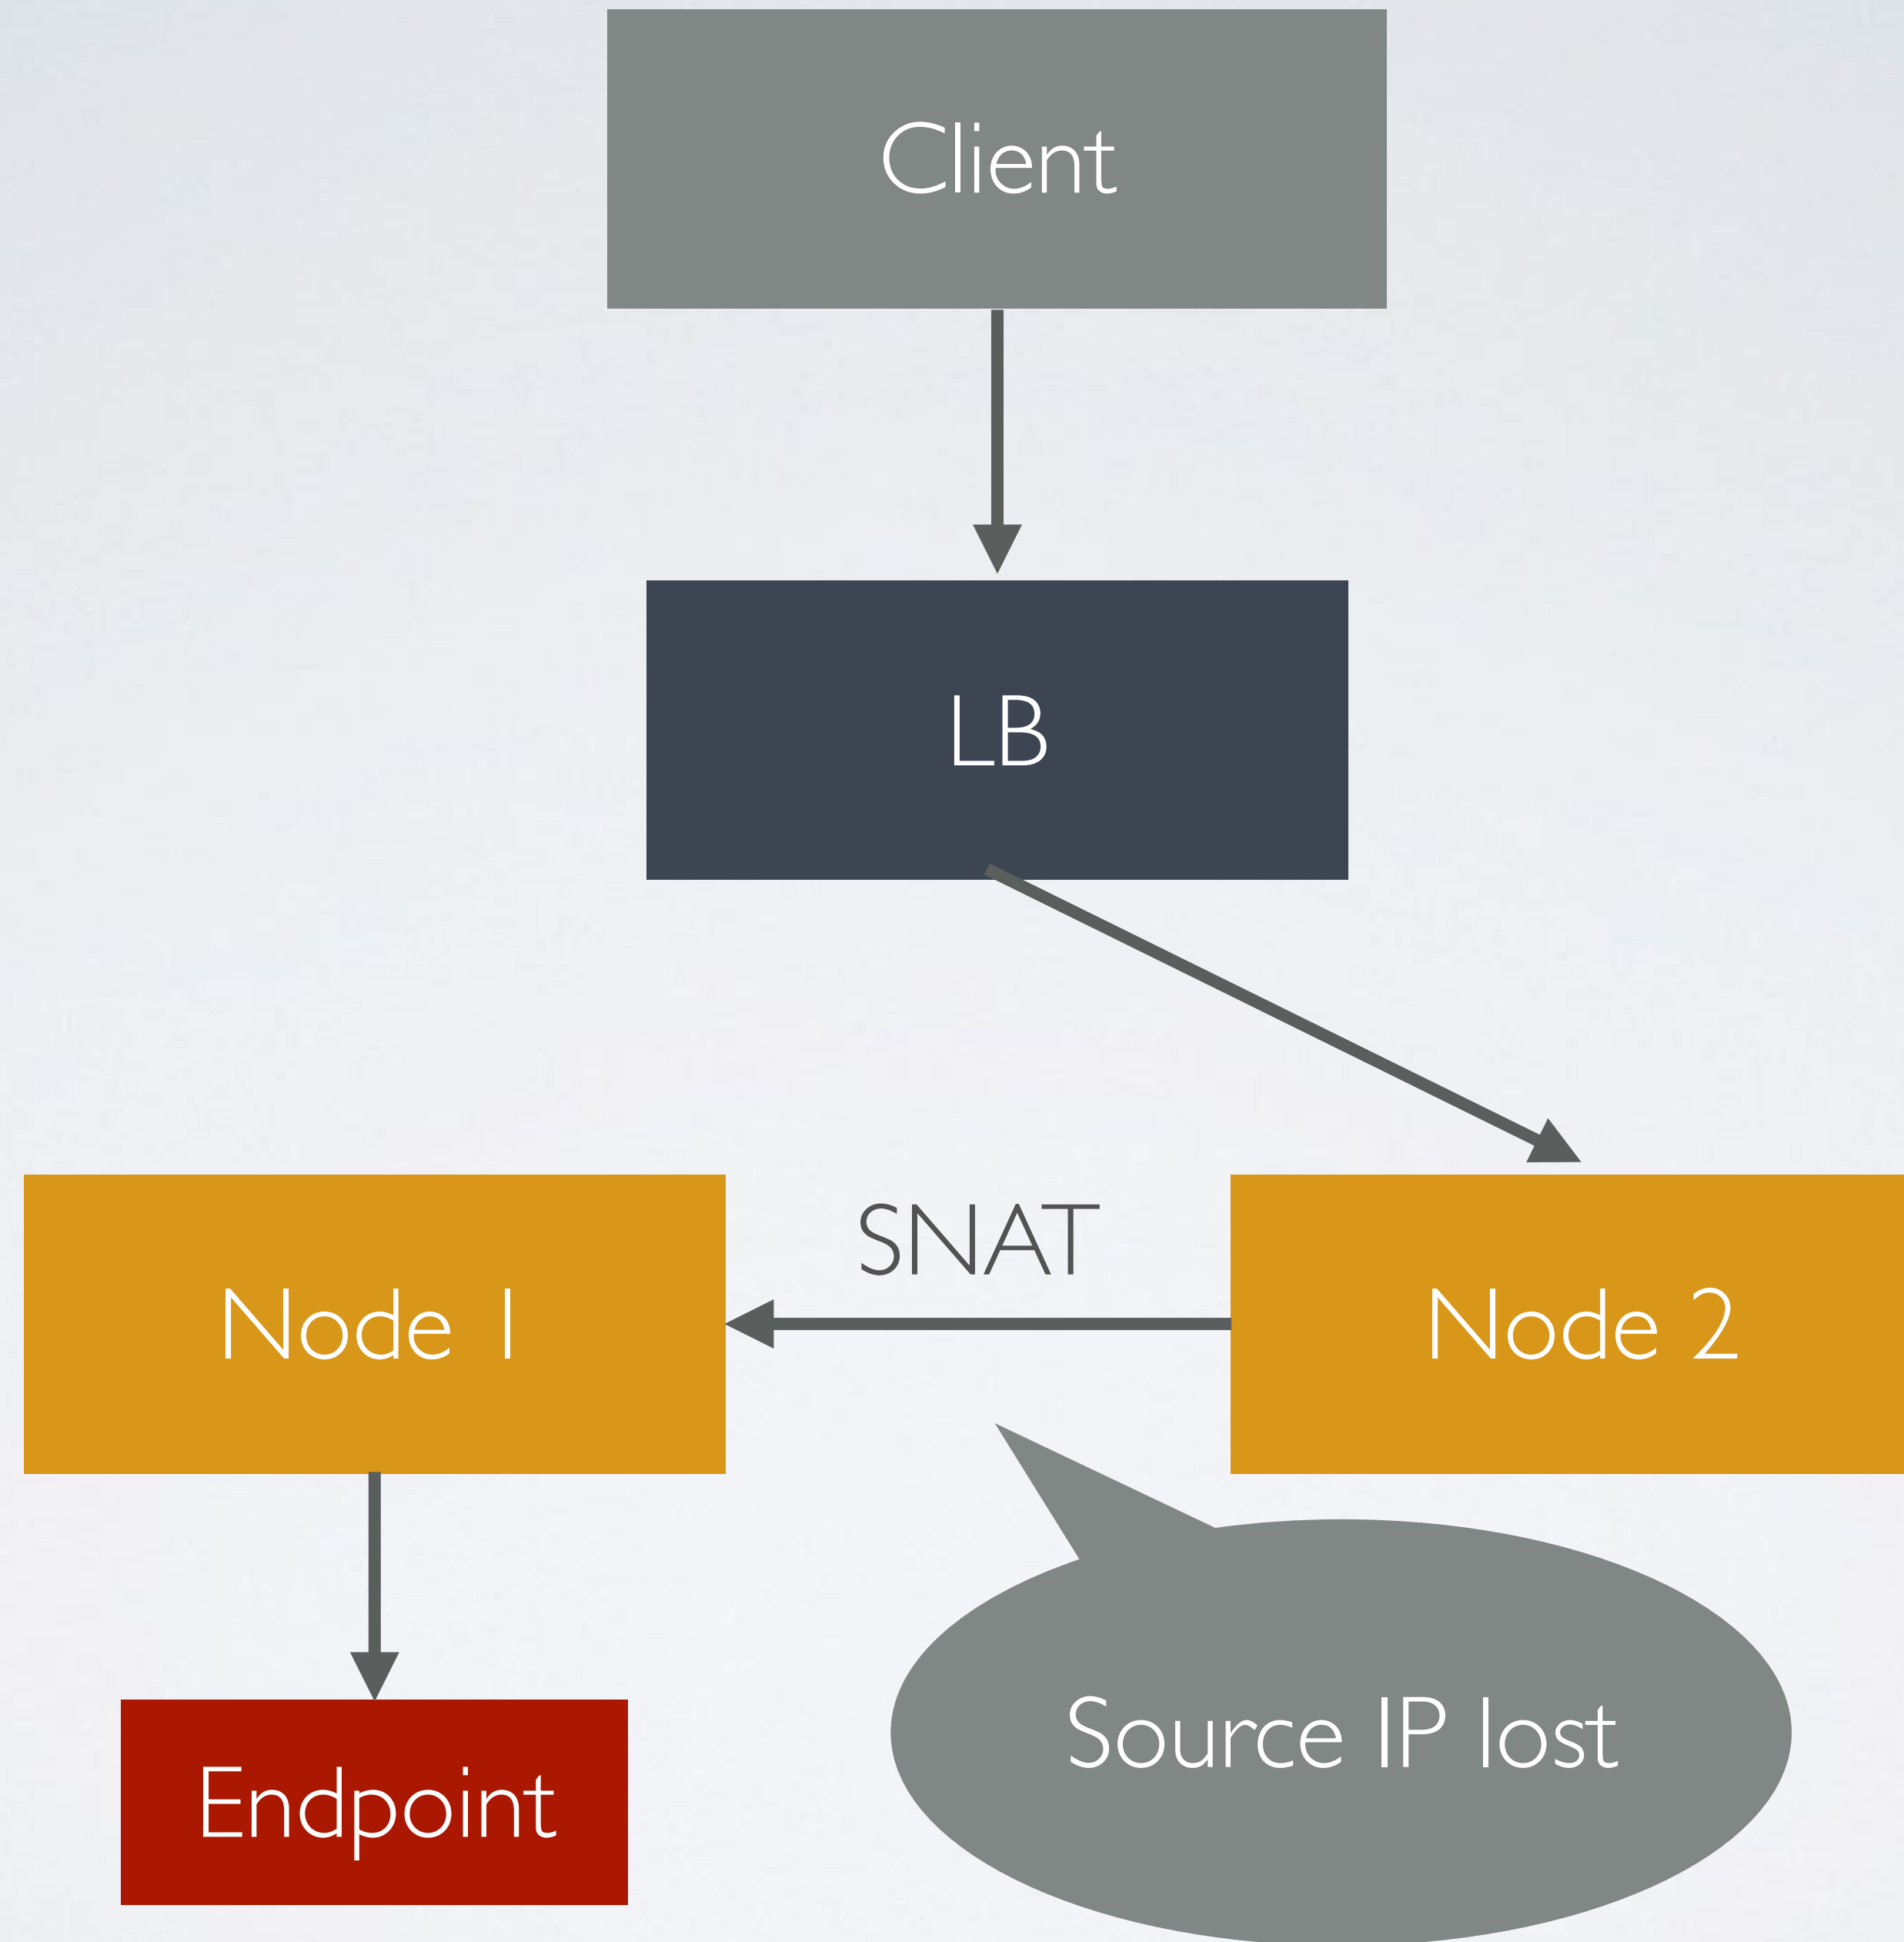 Client
LB
SNAT
Node 1
Node 2
Source IP lost
Endpoint